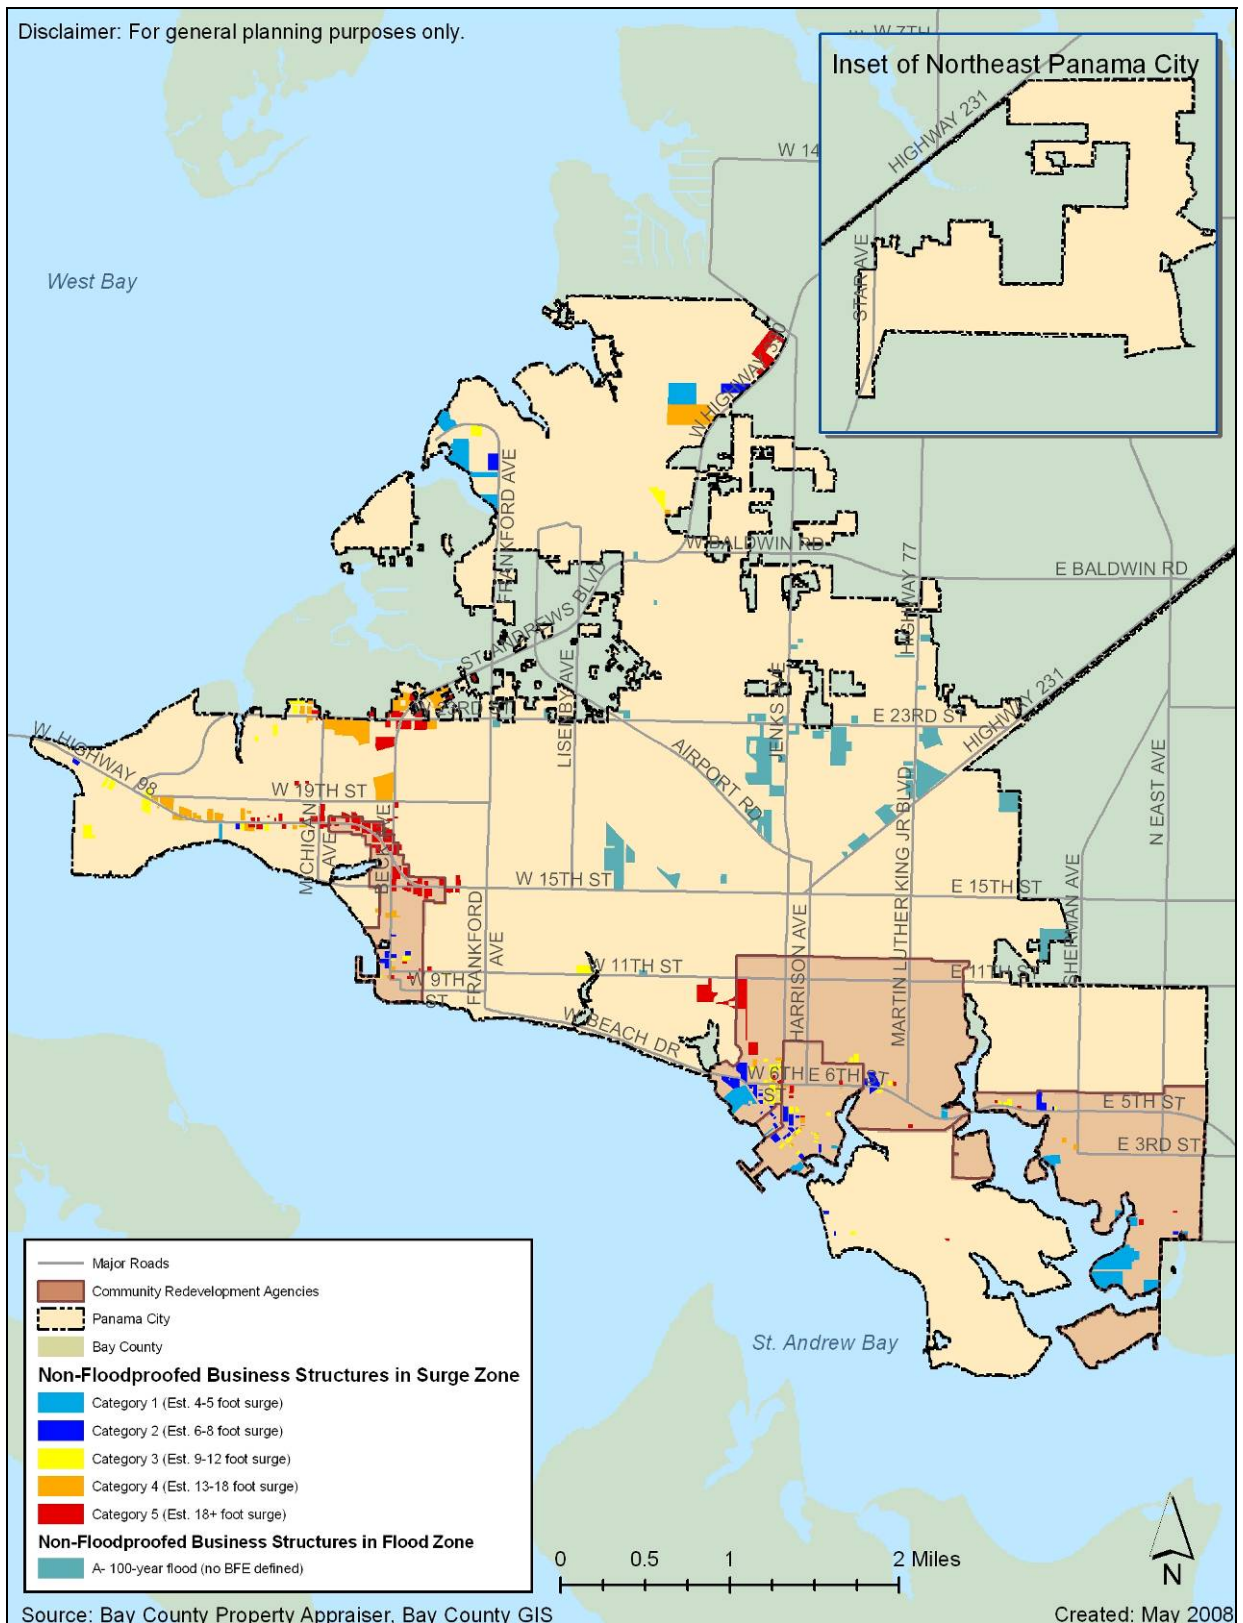 Disclaimer: For general planning purposes only.
Inset of Northeast Panama City
HIGHWAY 231
STAR AVE
W 14
West Bay
W HIGHWAY
FRANKFORD AVE
W BALDWIN RD
E BALDWIN RD
HIGHWAY 77
ST ANDREWS BLVD
LISENBY AVE
JENKS AVE
W 23RD ST
E 23RD ST
HIGHWAY 231
AIRPORT RD
W HIGHWAY 98
W 19TH ST
MICHIGAN
AVE
BECK AVE
N EAST AVE
MARTIN LUTHER KING JR BLVD
W 15TH ST
E 15TH ST
SHERMAN AVE
FRANKFORD
AVE
HARRISON AVE
W 11TH ST
E 11TH ST
W 9TH
ST
W BEACH DR
W 6TH
ST
E 6TH ST
E 5TH ST
E 3RD ST
St. Andrew Bay
Major Roads
Community Redevelopment Agencies
Panama City
Bay County
Non-Floodproofed Business Structures in Surge Zone
Category 1 (Est. 4-5 foot surge)
Category 2 (Est. 6-8 foot surge)
Category 3 (Est. 9-12 foot surge)
Category 4 (Est. 13-18 foot surge)
Category 5 (Est. 18+ foot surge)
Non-Floodproofed Business Structures in Flood Zone
A- 100-year flood (no BFE defined)
0 0.5 1 2 Miles
N
Source: Bay County Property Appraiser, Bay County GIS
Created: May 2008